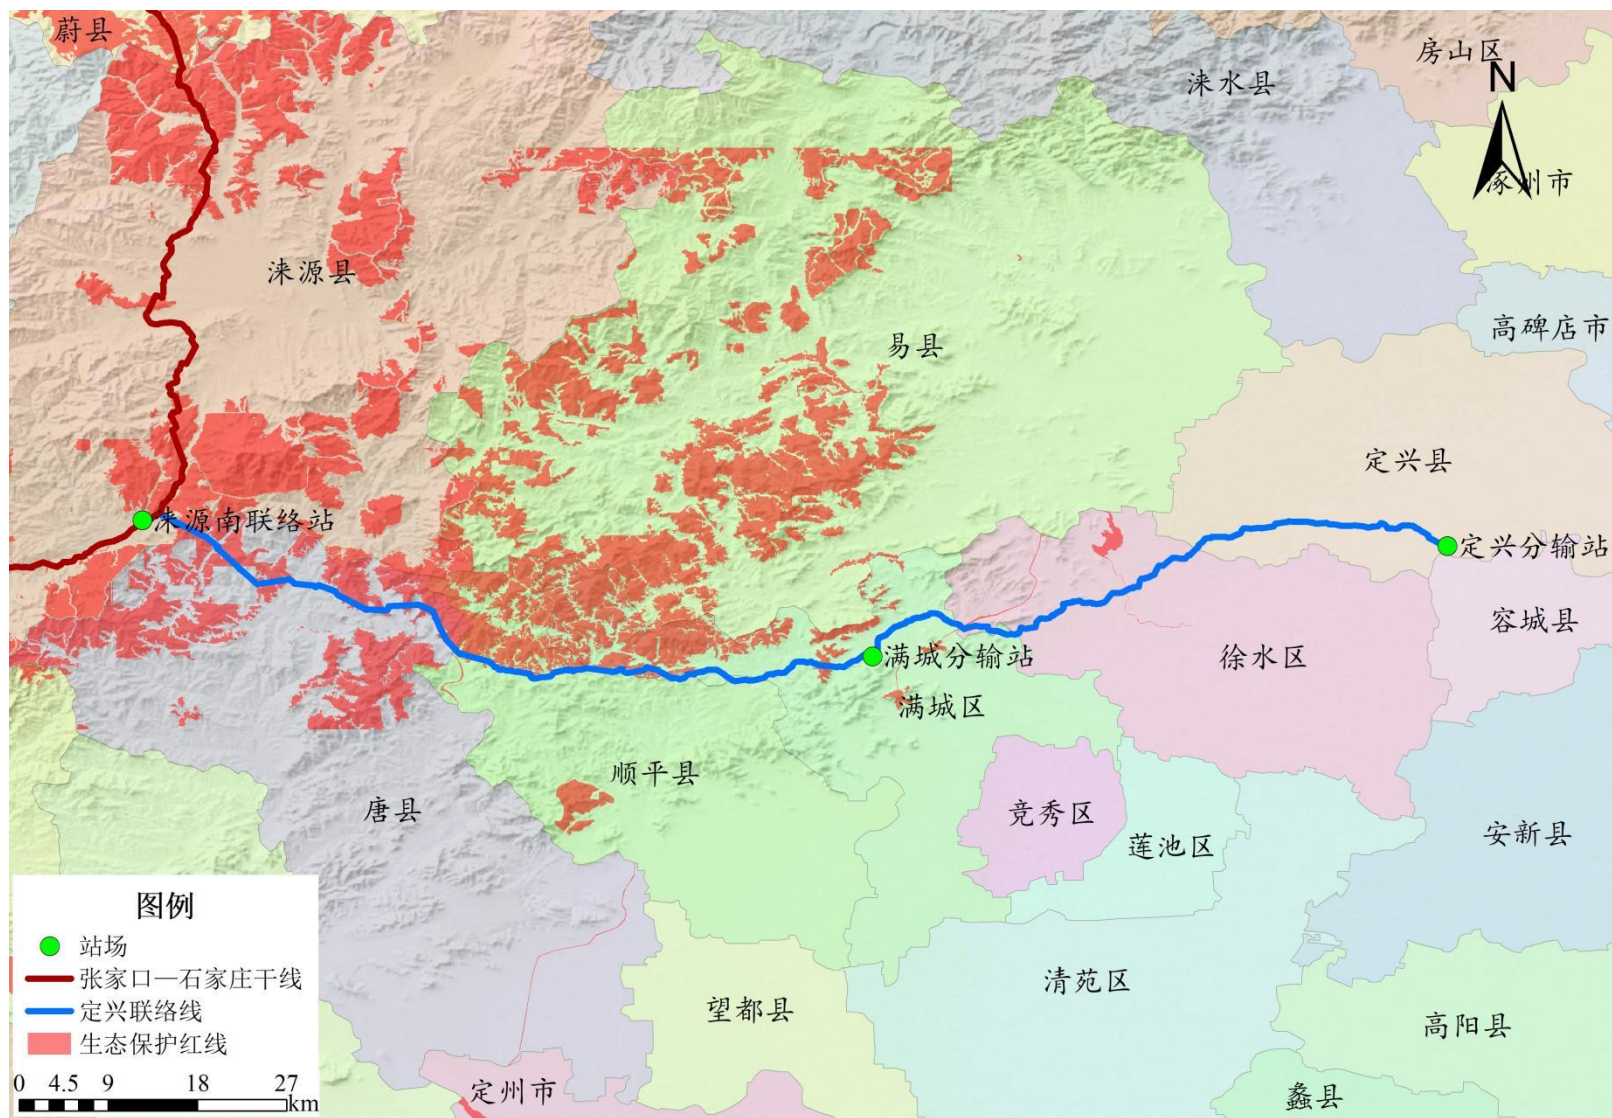 蔚县
房山区
涞水县
N
涿州市
涞源县
高碑店市
易县
定兴县
涞源南联络站
定兴分输站
容城县
满城分输站
徐水区
满城区
顺平县
唐县
竞秀区
莲池区
安新县
图例
站场
张家口—石家庄干线
定兴联络线
生态保护红线
0 4.5 9 18 27
km
清苑区
望都县
高阳县
定州市
蠡县